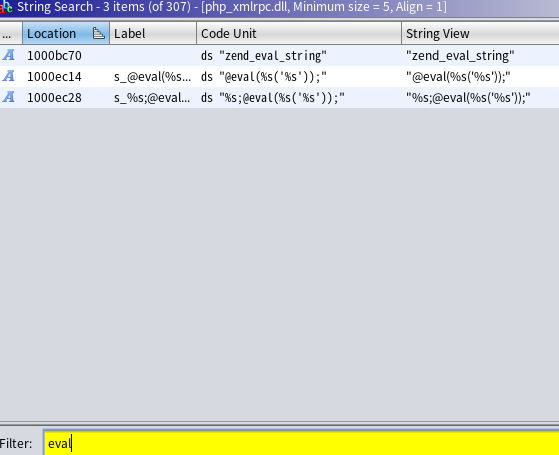 String Search - 3 items (of 307) - [php_xmlrpc.dll, Minimum size = 5, Align = 1]
... Location Label Code Unit String View
A 1000bc70 ds "zend_eval_string" "zend_eval_string"
A 1000ec14 s_@eval(%s... ds "@eval(%s('%s'));" "@eval(%s('%s'));"
A 1000ec28 s_%s;@eval... ds "%s;@eval(%s('%s'));" "%s;@eval(%s('%s'));"
Filter: eval